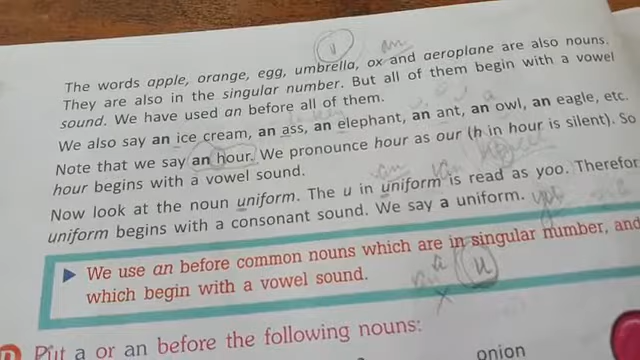 The words apple, orange, egg, umbrella, ox and aeroplane are also nouns.
They are also in the singular number. But all of them begin with a vowel
sound. We have used an before all of them.
We also say an ice cream, an ass, an elephant, an ant, an owl, an eagle, etc.
Note that we say an hour. We pronounce hour as our (h in hour is silent). So
hour begins with a vowel sound.
Now look at the noun uniform. The u in uniform is read as yoo. Therefor
uniform begins with a consonant sound. We say a uniform.
We use an before common nouns which are in singular number, and
which begin with a vowel sound.
Put a or an before the following nouns:
onion